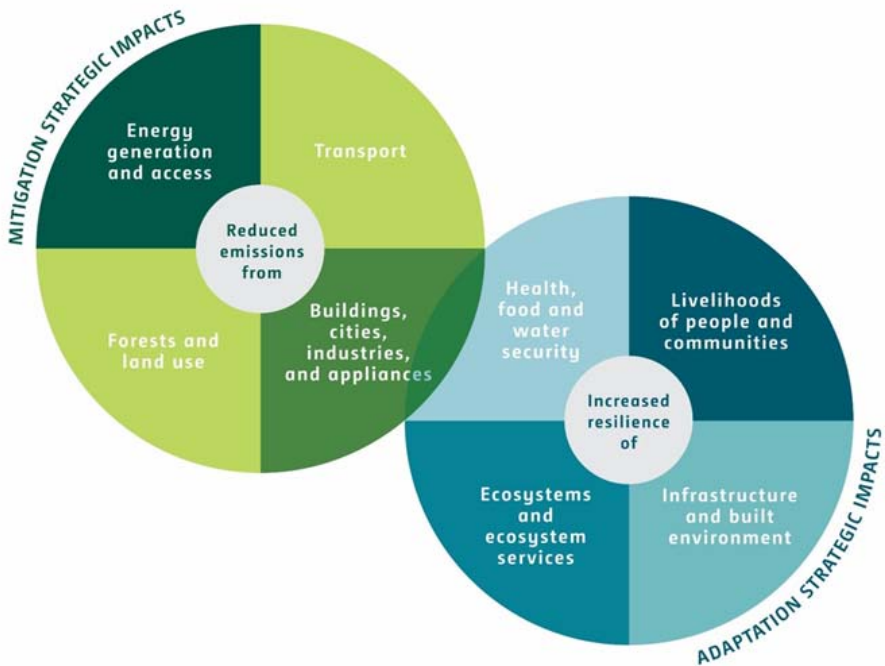 MITIGATION STRATEGIC IMPACTS
Energy
generation
and access
Transport
Reduced
emissions
from
Forests and
land use
Buildings,
cities,
industries,
and appliances
Health,
food and
water
security
Livelihoods
of people and
communities
Increased
resilience
of
Ecosystems
and
ecosystem
services
Infrastructure
and built
environment
ADAPTATION STRATEGIC IMPACTS